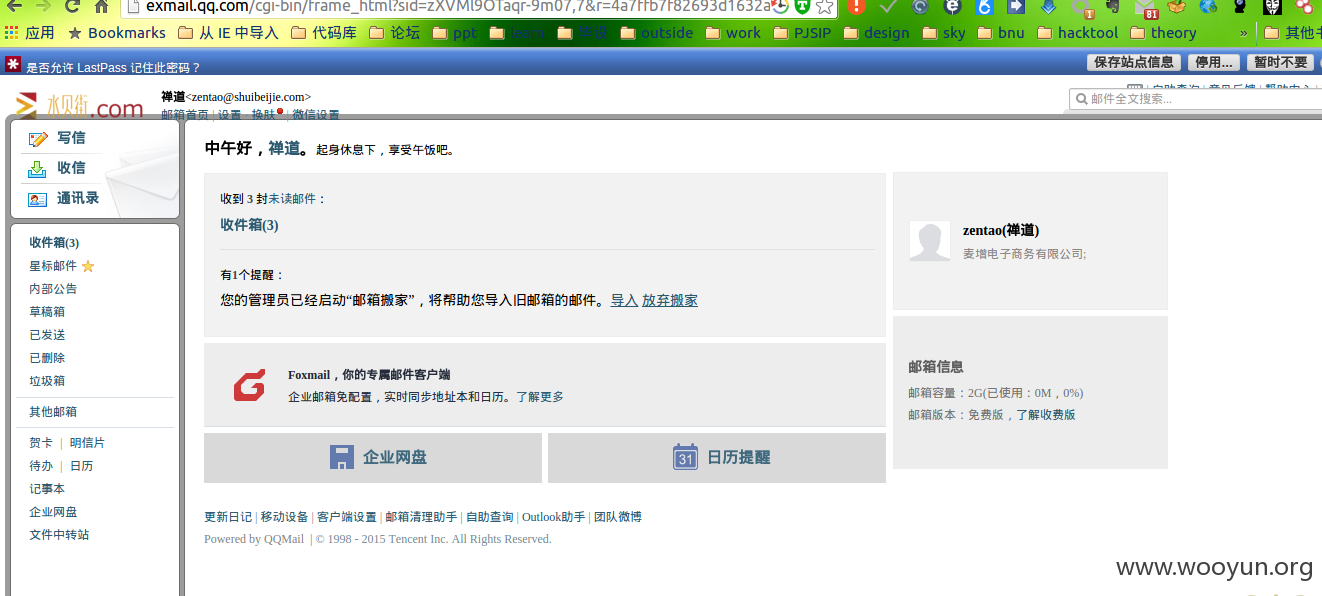 exmail.qq.com/cgi-bin/frame_html?sid=zXVMl9OTaqr-9m07,7&r=4a7ffb7f82693d1632a
1
81
应用 Bookmarks 从 IE 中导入 代码库 论坛 ppt outside work PJSIP design sky bnu hacktool theory »
是否允许 LastPass 记住此密码？ 保存站点信息 停用... 暂时不要
水贝街.com
禅道<zentao@shuibeijie.com>
邮箱首页 | 设置 - 换肤 | 微信设置
自助查询 | 意见反馈 | 帮助中心
邮件全文搜索...
写信
收信
通讯录
收件箱(3)
星标邮件
内部公告
草稿箱
已发送
已删除
垃圾箱
其他邮箱
贺卡 | 明信片
待办 | 日历
记事本
企业网盘
文件中转站
中午好，禅道。起身休息下，享受午饭吧。
收到 3 封未读邮件：
收件箱(3)
有1个提醒：
您的管理员已经启动“邮箱搬家”，将帮助您导入旧邮箱的邮件。导入 放弃搬家
Foxmail，你的专属邮件客户端
企业邮箱免配置，实时同步地址本和日历。了解更多
企业网盘
31 日历提醒
zentao(禅道)
麦增电子商务有限公司;
邮箱信息
邮箱容量：2G(已使用：0M，0%)
邮箱版本：免费版，了解收费版
更新日记 | 移动设备 | 客户端设置 | 邮箱清理助手 | 自助查询 | Outlook助手 | 团队微博
Powered by QQMail | © 1998 - 2015 Tencent Inc. All Rights Reserved.
www.wooyun.org